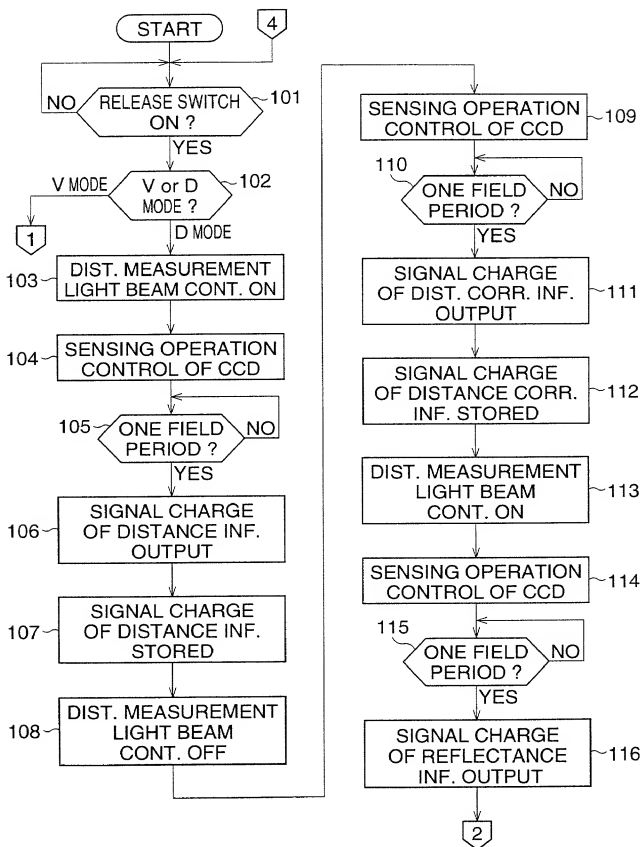 START
4
NO
RELEASE SWITCH
ON ?
101
YES
V MODE
V or D
MODE ?
102
1
D MODE
103
DIST. MEASUREMENT
LIGHT BEAM CONT. ON
104
SENSING OPERATION
CONTROL OF CCD
105
ONE FIELD
PERIOD ?
NO
YES
106
SIGNAL CHARGE
OF DISTANCE INF.
OUTPUT
107
SIGNAL CHARGE
OF DISTANCE INF.
STORED
108
DIST. MEASUREMENT
LIGHT BEAM
CONT. OFF
SENSING OPERATION
CONTROL OF CCD
109
110
ONE FIELD
PERIOD ?
NO
YES
SIGNAL CHARGE
OF DIST. CORR. INF.
OUTPUT
111
SIGNAL CHARGE
OF DISTANCE CORR.
INF. STORED
112
DIST. MEASUREMENT
LIGHT BEAM
CONT. ON
113
SENSING OPERATION
CONTROL OF CCD
114
115
ONE FIELD
PERIOD ?
NO
YES
SIGNAL CHARGE
OF REFLECTANCE
INF. OUTPUT
116
2